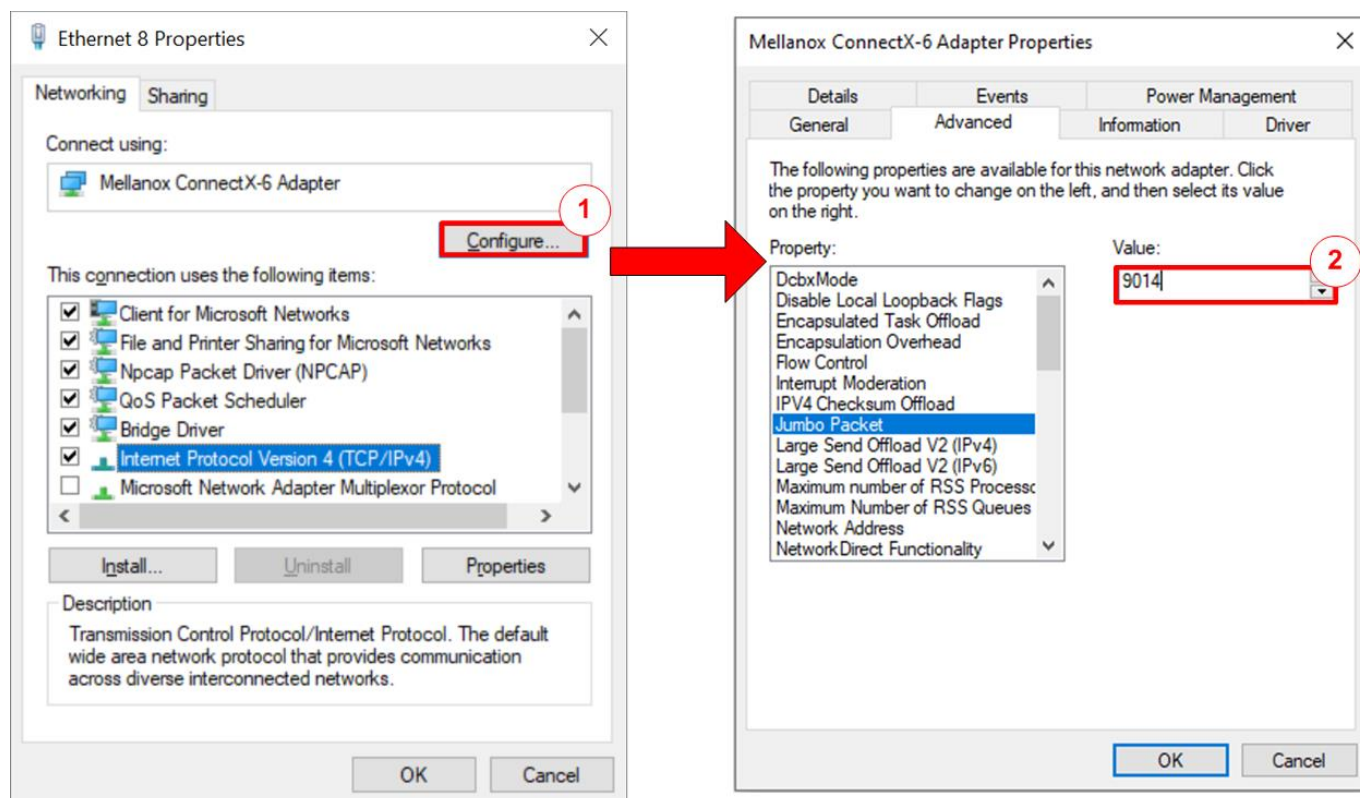 Ethernet 8 Properties
Networking
Sharing
Connect using:
Mellanox ConnectX-6 Adapter
1
Configure...
This connection uses the following items:
Client for Microsoft Networks
File and Printer Sharing for Microsoft Networks
Npcap Packet Driver (NPCAP)
QoS Packet Scheduler
Bridge Driver
Internet Protocol Version 4 (TCP/IPv4)
Microsoft Network Adapter Multiplexor Protocol
Install...
Uninstall
Properties
Description
Transmission Control Protocol/Internet Protocol. The default
wide area network protocol that provides communication
across diverse interconnected networks.
OK
Cancel
Mellanox ConnectX-6 Adapter Properties
Details
Events
Power Management
General
Advanced
Information
Driver
The following properties are available for this network adapter. Click
the property you want to change on the left, and then select its value
on the right.
Property:
DcbxMode
Disable Local Loopback Flags
Encapsulated Task Offload
Encapsulation Overhead
Flow Control
Interrupt Moderation
IPV4 Checksum Offload
Jumbo Packet
Large Send Offload V2 (IPv4)
Large Send Offload V2 (IPv6)
Maximum number of RSS Processc
Maximum Number of RSS Queues
Network Address
NetworkDirect Functionality
Value:
2
9014
OK
Cancel